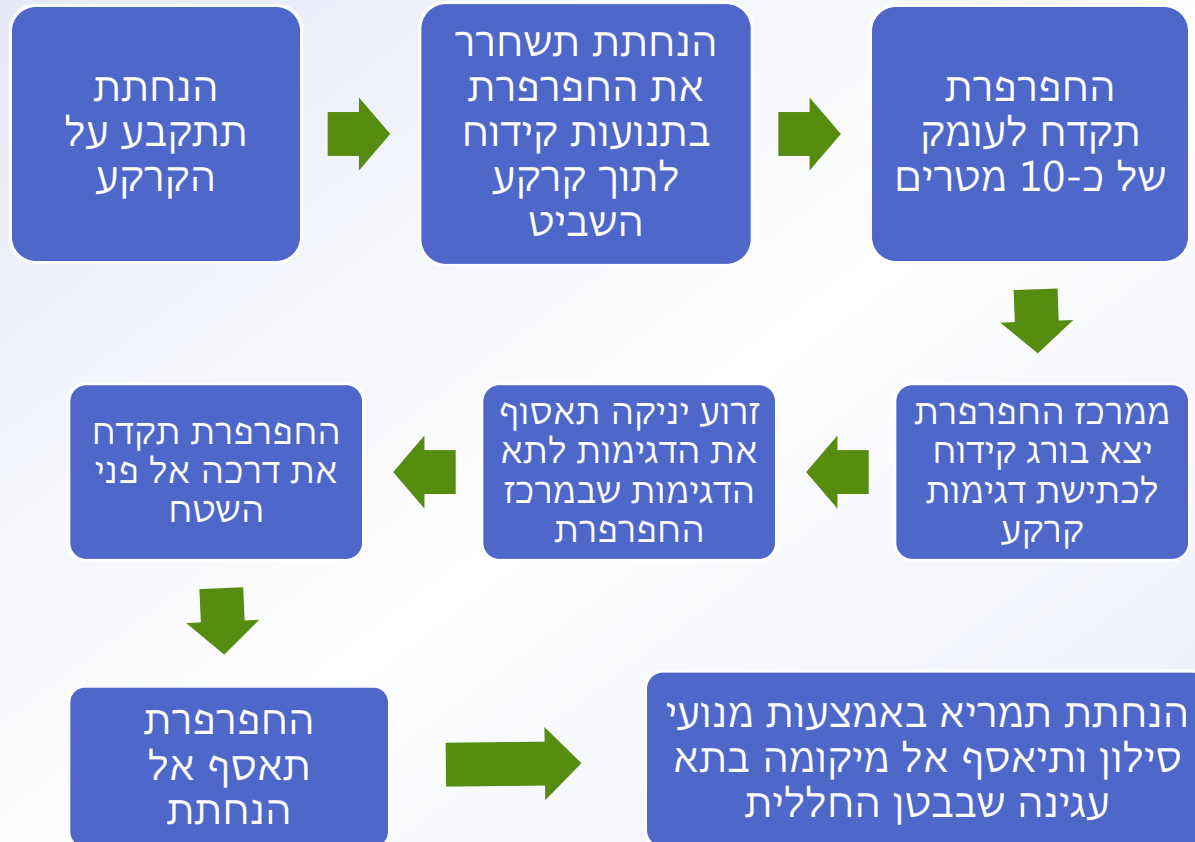 הנחתת
תתקבע על
הקרקע
הנחתת תשחרר
את החפרפרת
בתנועות קידוח
לתוך קרקע
השביט
החפרפרת
תקדח לעומק
של כ-10 מטרים
ממרכז החפרפרת
יצא בורג קידוח
לכתישת דגימות
קרקע
זרוע יניקה תאסוף
את הדגימות לתא
הדגימות שבמרכז
החפרפרת
החפרפרת תקדח
את דרכה אל פני
השטח
החפרפרת
תאסף אל
הנחתת
הנחתת תמריא באמצעות מנועי
סילון ותיאסף אל מיקומה בתא
עגינה שבבטן החללית